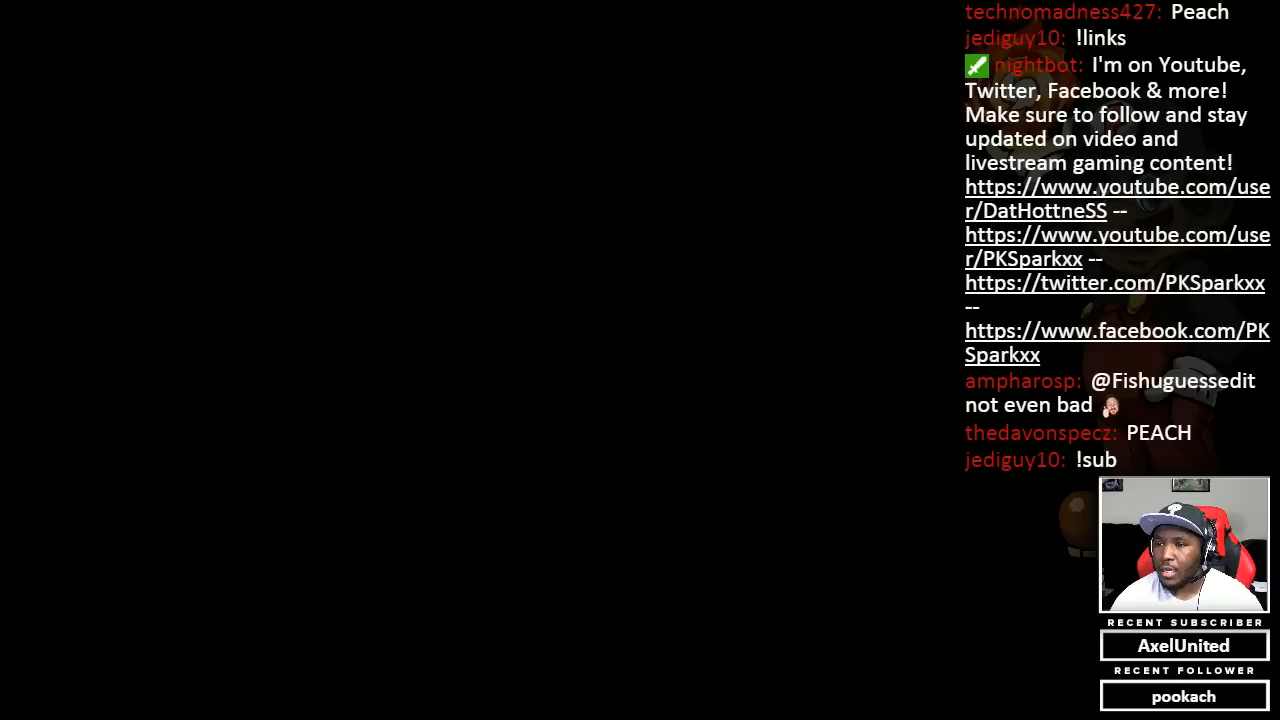 technomadness427: Peach
jediguy10: !links
nightbot: I'm on Youtube,
Twitter, Facebook & more!
Make sure to follow and stay
updated on video and
livestream gaming content!
https://www.youtube.com/use
r/DatHottneSS --
https://www.youtube.com/use
r/PKSparkxx --
https://twitter.com/PKSparkxx
--
https://www.facebook.com/PK
Sparkxx
ampharosp: @Fishuguessedit
not even bad
thedavonspecz: PEACH
jediguy10: !sub
RECENT SUBSCRIBER
AxelUnited
RECENT FOLLOWER
pookach